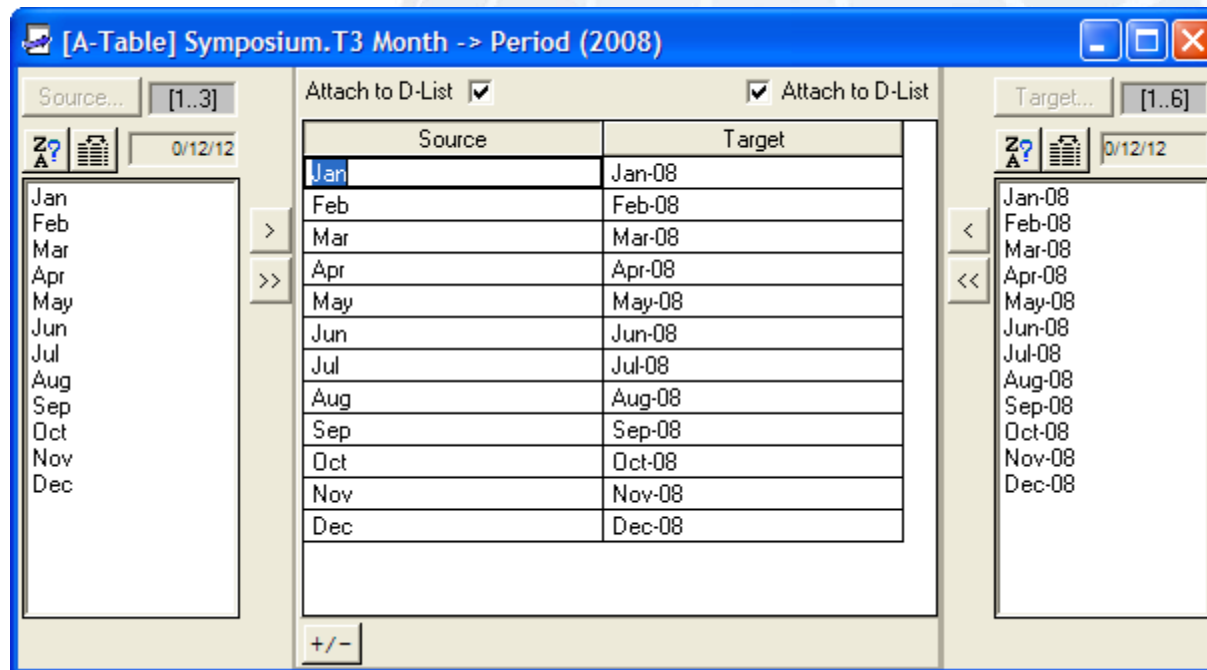 [A-Table] Symposium.T3 Month -> Period (2008)
Source... [1..3]
Attach to D-List
Attach to D-List
Target... [1..6]
Z A ?
0/12/12
Z A ?
0/12/12
Source Target
Jan Jan-08
Feb Feb-08
Mar Mar-08
Apr Apr-08
May May-08
Jun Jun-08
Jul Jul-08
Aug Aug-08
Sep Sep-08
Oct Oct-08
Nov Nov-08
Dec Dec-08
Jan
Feb
Mar
Apr
May
Jun
Jul
Aug
Sep
Oct
Nov
Dec
>
>>
<
<<
Jan-08
Feb-08
Mar-08
Apr-08
May-08
Jun-08
Jul-08
Aug-08
Sep-08
Oct-08
Nov-08
Dec-08
+/-